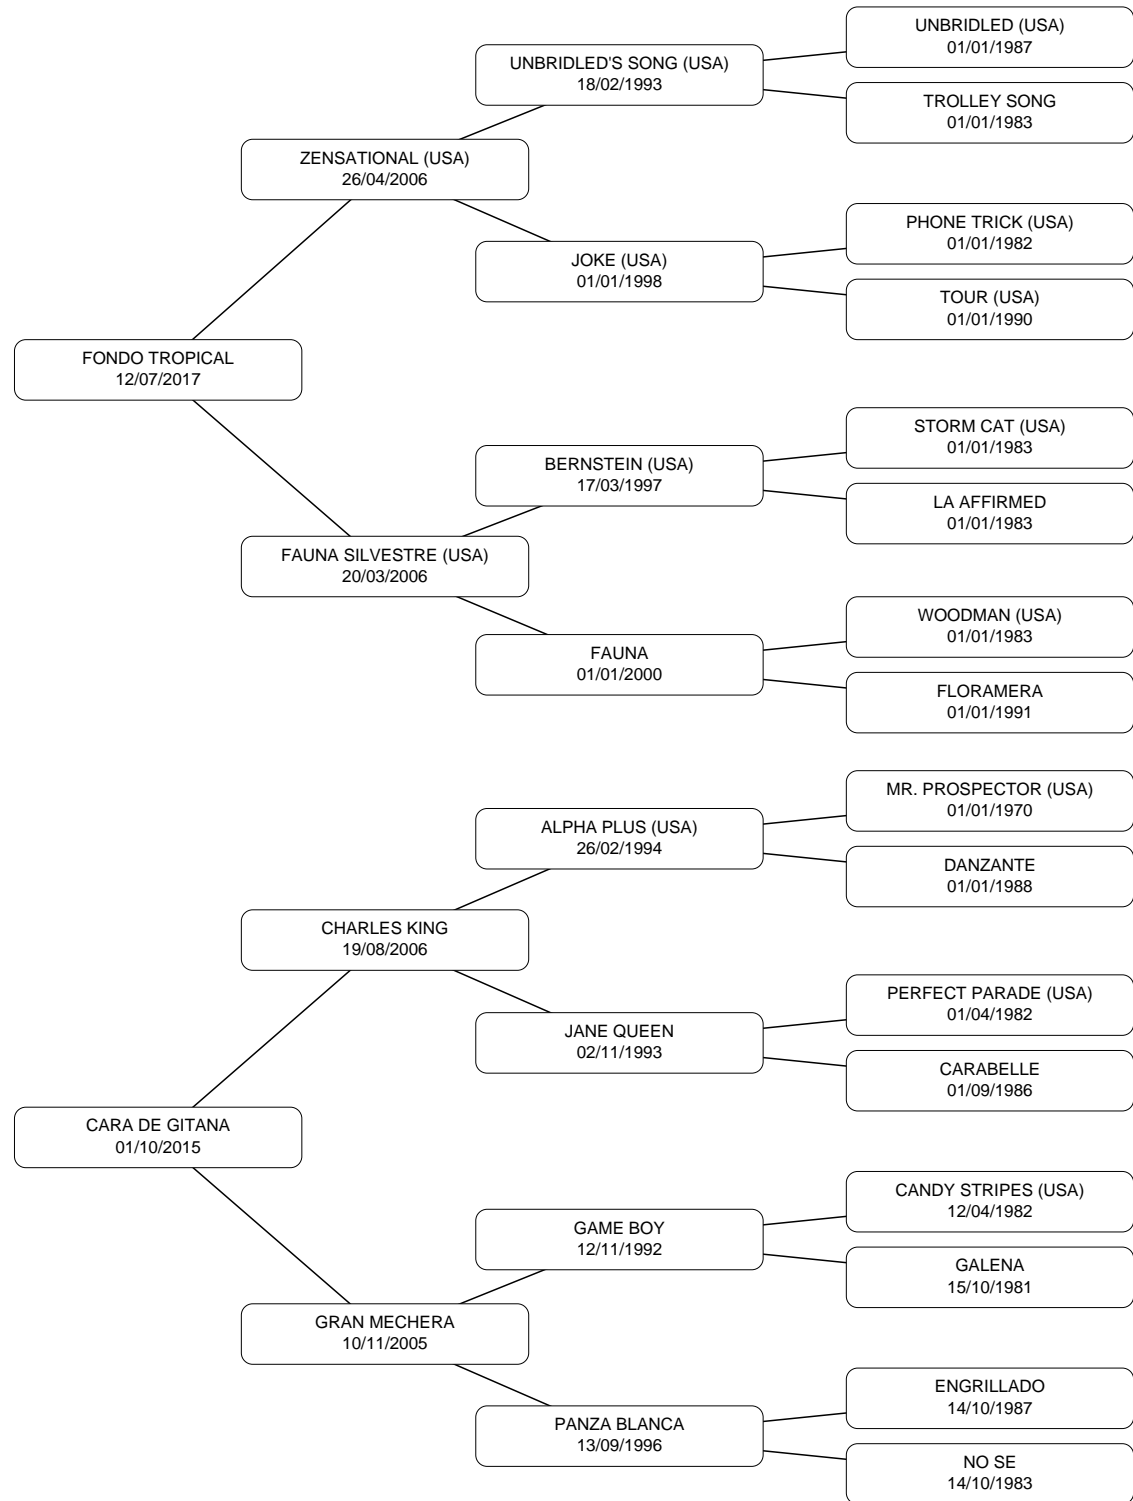 UNBRIDLED (USA)
01/01/1987
UNBRIDLED'S SONG (USA)
18/02/1993
TROLLEY SONG
01/01/1983
ZENSATIONAL (USA)
26/04/2006
PHONE TRICK (USA)
01/01/1982
JOKE (USA)
01/01/1998
TOUR (USA)
01/01/1990
FONDO TROPICAL
12/07/2017
STORM CAT (USA)
01/01/1983
BERNSTEIN (USA)
17/03/1997
LA AFFIRMED
01/01/1983
FAUNA SILVESTRE (USA)
20/03/2006
WOODMAN (USA)
01/01/1983
FAUNA
01/01/2000
FLORAMERA
01/01/1991
MR. PROSPECTOR (USA)
01/01/1970
ALPHA PLUS (USA)
26/02/1994
DANZANTE
01/01/1988
CHARLES KING
19/08/2006
PERFECT PARADE (USA)
01/04/1982
JANE QUEEN
02/11/1993
CARABELLE
01/09/1986
CARA DE GITANA
01/10/2015
CANDY STRIPES (USA)
12/04/1982
GAME BOY
12/11/1992
GALENA
15/10/1981
GRAN MECHERA
10/11/2005
ENGRILLADO
14/10/1987
PANZA BLANCA
13/09/1996
NO SE
14/10/1983